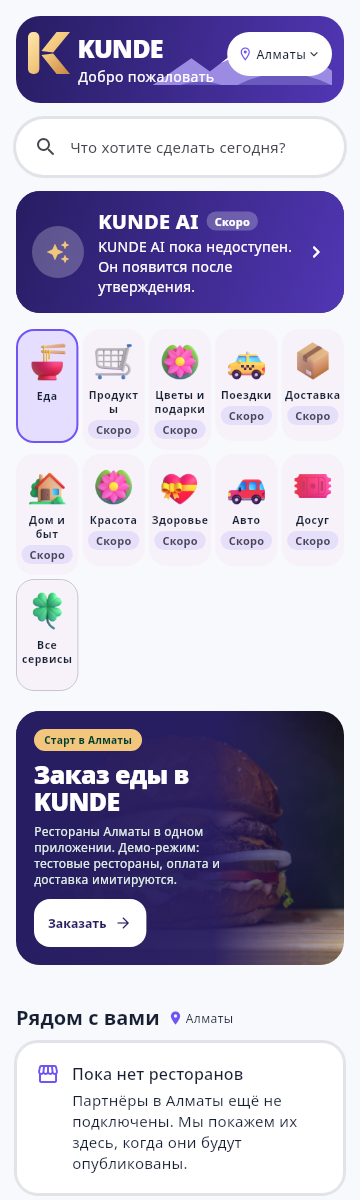 KUNDE
Добро пожаловать
Алматы
Что хотите сделать сегодня?
KUNDE AI Скоро
KUNDE AI пока недоступен.
Он появится после
утверждения.
Еда
Продукт
ы
Скоро
Цветы и
подарки
Скоро
Поездки
Скоро
Доставка
Скоро
Дом и
быт
Скоро
Красота
Скоро
Здоровье
Скоро
Авто
Скоро
Досуг
Скоро
Все
сервисы
Старт в Алматы
Заказ еды в
KUNDE
Рестораны Алматы в одном
приложении. Демо-режим:
тестовые рестораны, оплата и
доставка имитируются.
Заказать
Рядом с вами Алматы
Пока нет ресторанов
Партнёры в Алматы ещё не
подключены. Мы покажем их
здесь, когда они будут
опубликованы.